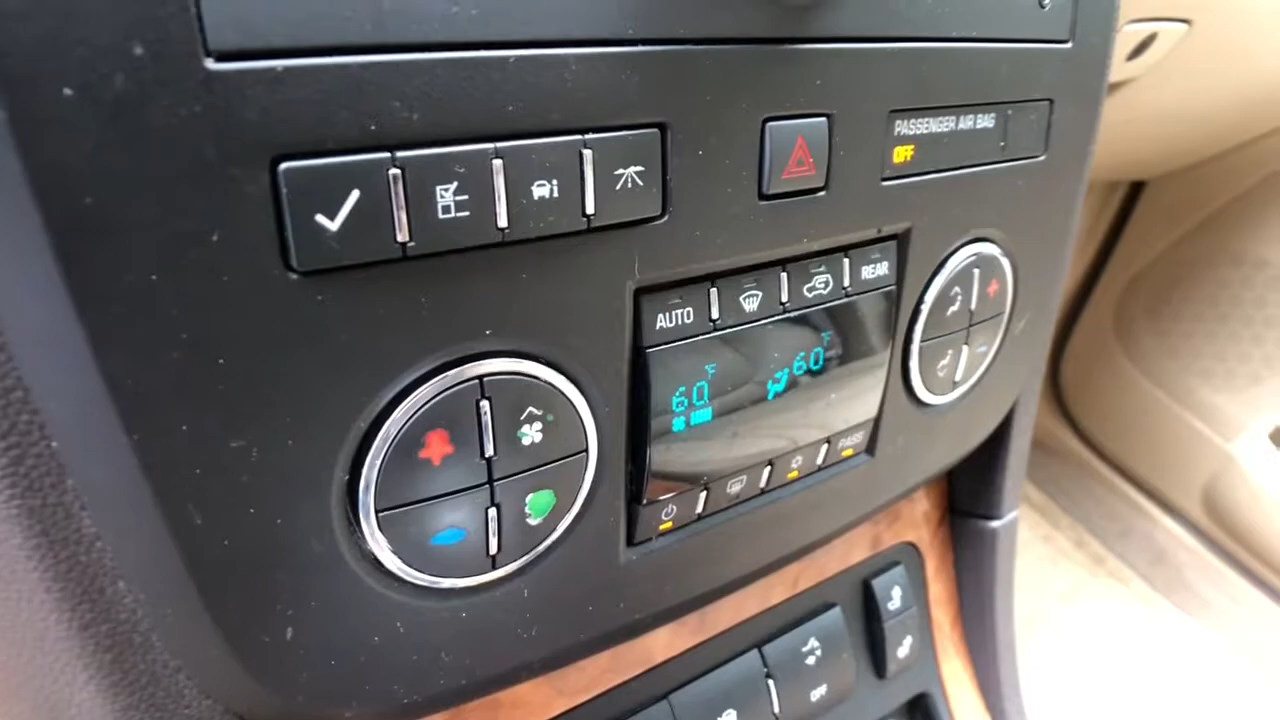 PASSENGER AIR BAG
OFF
AUTO
REAR
60°F
60°F
PASS
OFF